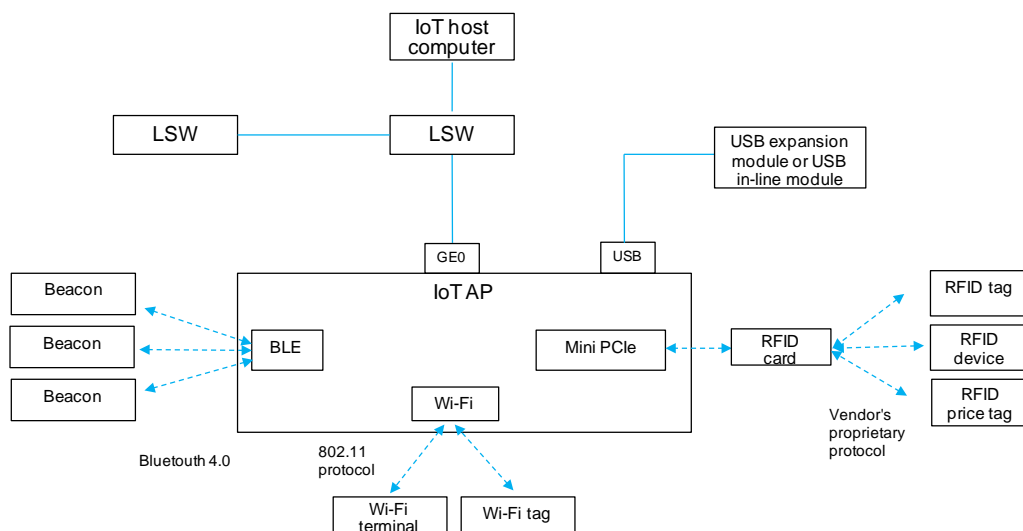 IoT host
computer
LSW
LSW
USB expansion
module or USB
in-line module
GE0
USB
IoT AP
Beacon
Beacon
Beacon
BLE
Mini PCIe
RFID
card
RFID tag
RFID
device
RFID
price tag
Wi-Fi
Vendor's
proprietary
protocol
Bluetouth 4.0
802.11
protocol
Wi-Fi
terminal
Wi-Fi tag